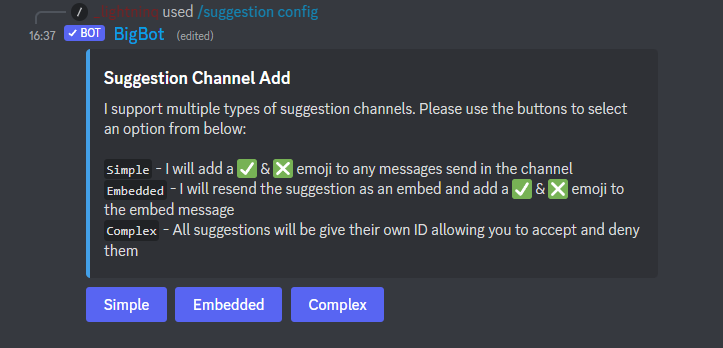 used /suggestion config
16:37 ✓ BOT BigBot (edited)
Suggestion Channel Add
I support multiple types of suggestion channels. Please use the buttons to select
an option from below:
Simple - I will add a ✅ & ❎ emoji to any messages send in the channel
Embedded - I will resend the suggestion as an embed and add a ✅ & ❎ emoji to
the embed message
Complex - All suggestions will be give their own ID allowing you to accept and deny
them
Simple Embedded Complex